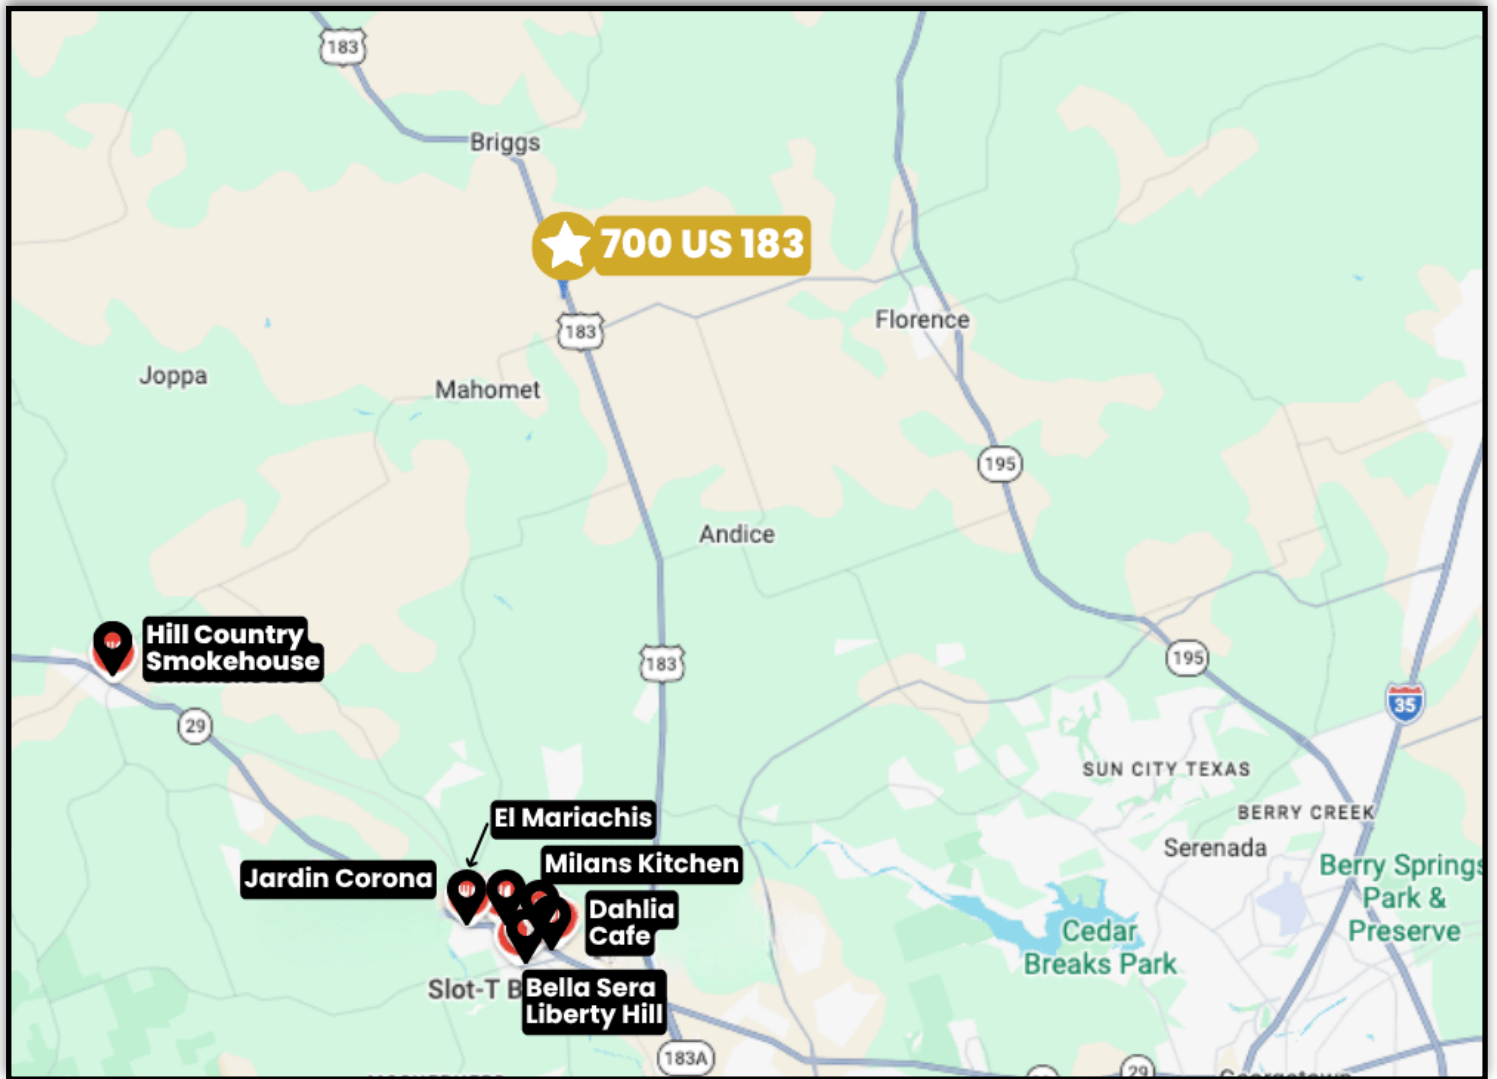 183
Briggs
700 US 183
183
Florence
Joppa
Mahomet
195
Andice
Hill Country
Smokehouse
183
195
35
29
SUN CITY TEXAS
BERRY CREEK
El Mariachis
Serenada
Milans Kitchen
Jardin Corona
Berry Springs
Park &
Preserve
Dahlia
Cafe
Cedar
Breaks Park
Slot-T B
Bella Sera
Liberty Hill
183A
29
Georgetown